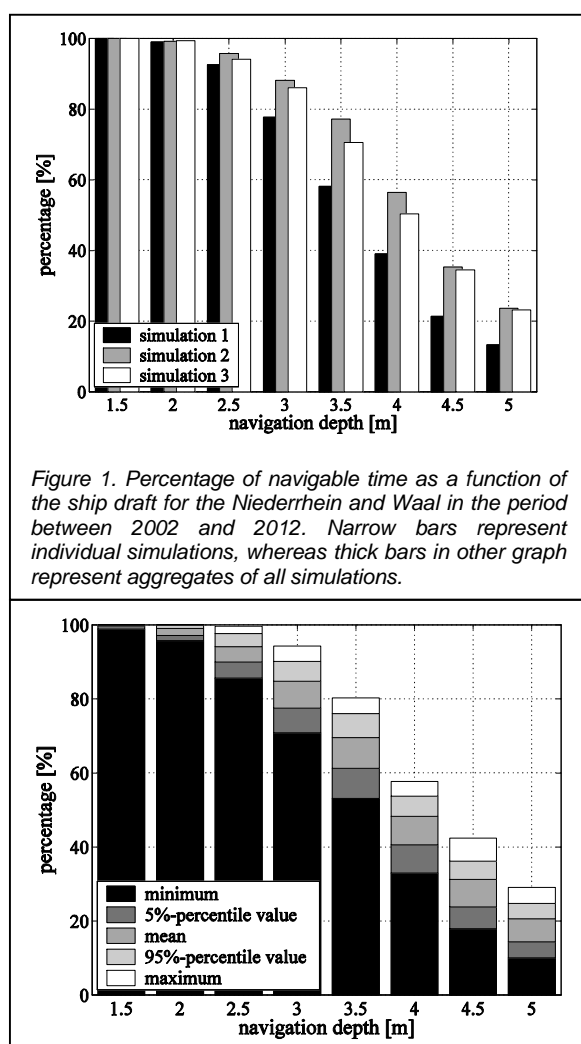 100
80
60
40
20
0
percentage [%]
simulation 1
simulation 2
simulation 3
1.5 2 2.5 3 3.5 4 4.5 5
navigation depth [m]
Figure 1. Percentage of navigable time as a function of
the ship draft for the Niederrhein and Waal in the period
between 2002 and 2012. Narrow bars represent
individual simulations, whereas thick bars in other graph
represent aggregates of all simulations.
100
80
60
40
20
0
percentage [%]
minimum
5%-percentile value
mean
95%-percentile value
maximum
1.5 2 2.5 3 3.5 4 4.5 5
navigation depth [m]